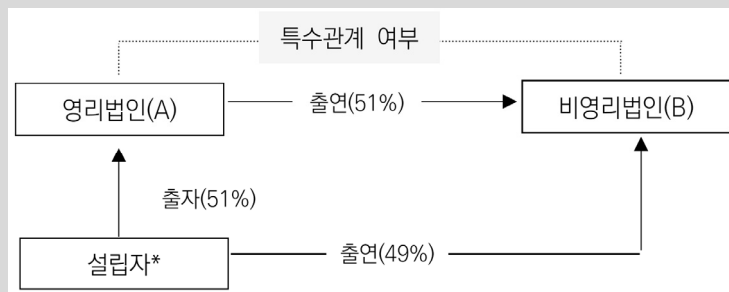 특수관계 여부
영리법인(A)
출연(51%)
비영리법인(B)
출자(51%)
설립자*
출연(49%)